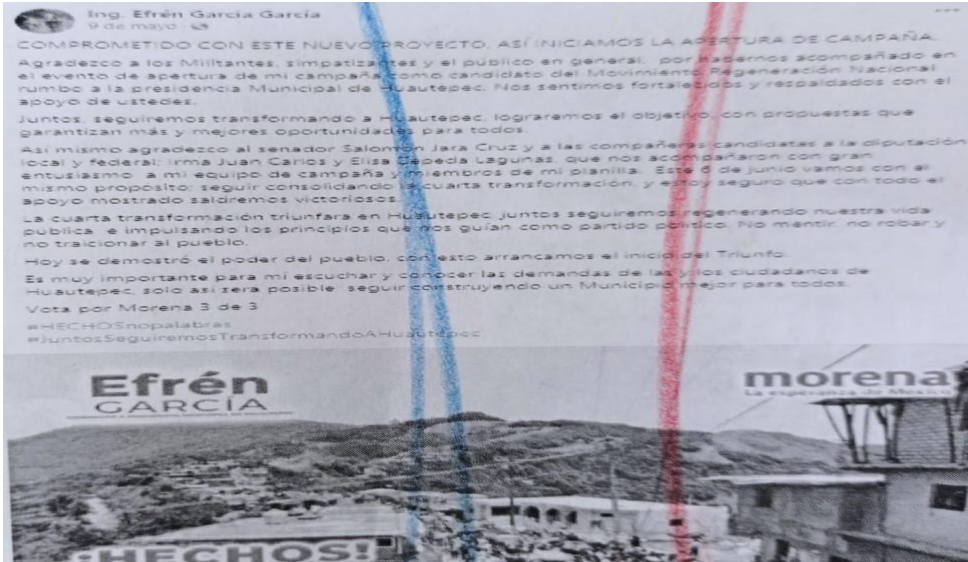 Ing. Efrén García García
9 de mayo
COMPROMETIDO CON ESTE NUEVO PROYECTO, ASÍ INICIAMOS LA APERTURA DE CAMPAÑA.
Agradezco a los Militantes, simpatizantes y el público en general, por habernos acompañado en
el evento de apertura de mi campaña como candidato del Movimiento Regeneración Nacional
rumbo a la presidencia Municipal de Huautepec. Nos sentimos fortalecidos y respaldados con el
apoyo de ustedes.
Juntos, seguiremos transformando a Huautepec, lograremos el objetivo, con propuestas que
garantizan más y mejores oportunidades para todos.
Así mismo agradezco al senador Salomón Jara Cruz y a las compañeras candidatas a la diputación
local y federal; Irma Juan Carlos y Elisa Zepeda Lagunas, que nos acompañaron con gran
entusiasmo a mi equipo de campaña y miembros de mi planilla. Este 6 de junio vamos con el
mismo propósito: seguir consolidando la cuarta transformación, y estoy seguro que con todo el
apoyo mostrado saldremos victoriosos.
La cuarta transformación triunfara en Huautepec, juntos seguiremos regenerando nuestra vida
pública e impulsando los principios que nos guían como partido político. No mentir, no robar y
no traicionar al pueblo.
Hoy se demostró el poder del pueblo, con esto arrancamos el inicio del Triunfo.
Es muy importante para mi escuchar y conocer las demandas de las y los ciudadanos de
Huautepec, solo así sera posible seguir construyendo un Municipio mejor para todos.
Vota por Morena 3 de 3
#HECHOSnopalabras
#JuntosSeguiremosTransformandoAHuautepec
Efrén
GARCÍA
morena
La esperanza de México
¡HECHOS!